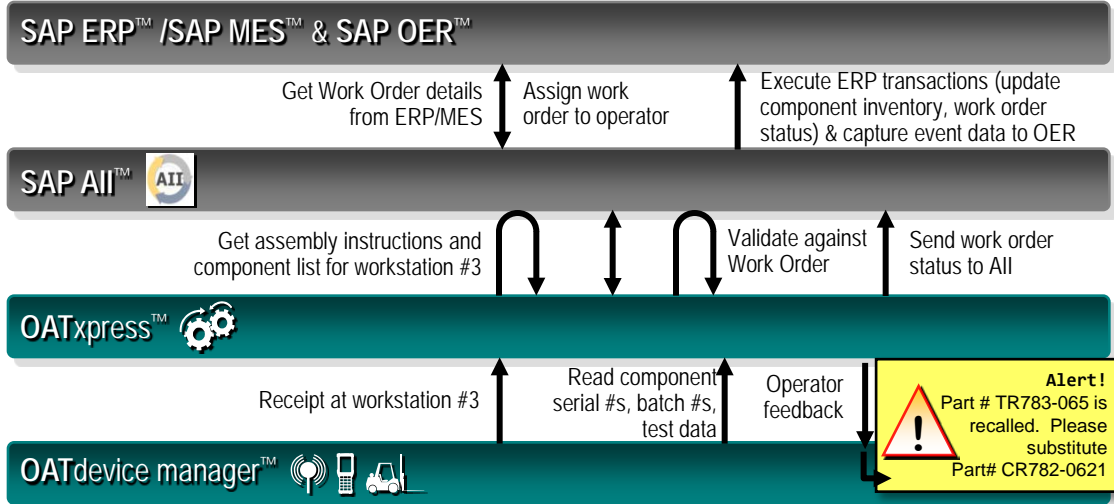 SAP ERP™ /SAP MES™ & SAP OER™
Get Work Order details
from ERP/MES
Assign work
order to operator
Execute ERP transactions (update
component inventory, work order
status) & capture event data to OER
SAP AII™
AII
Get assembly instructions and
component list for workstation #3
Validate against
Work Order
Send work order
status to AII
OATxpress™
Receipt at workstation #3
Read component
serial #s, batch #s,
test data
Operator
feedback
Alert!
Part # TR783-065 is
recalled. Please
substitute
Part# CR782-0621
!
OATdevice manager™